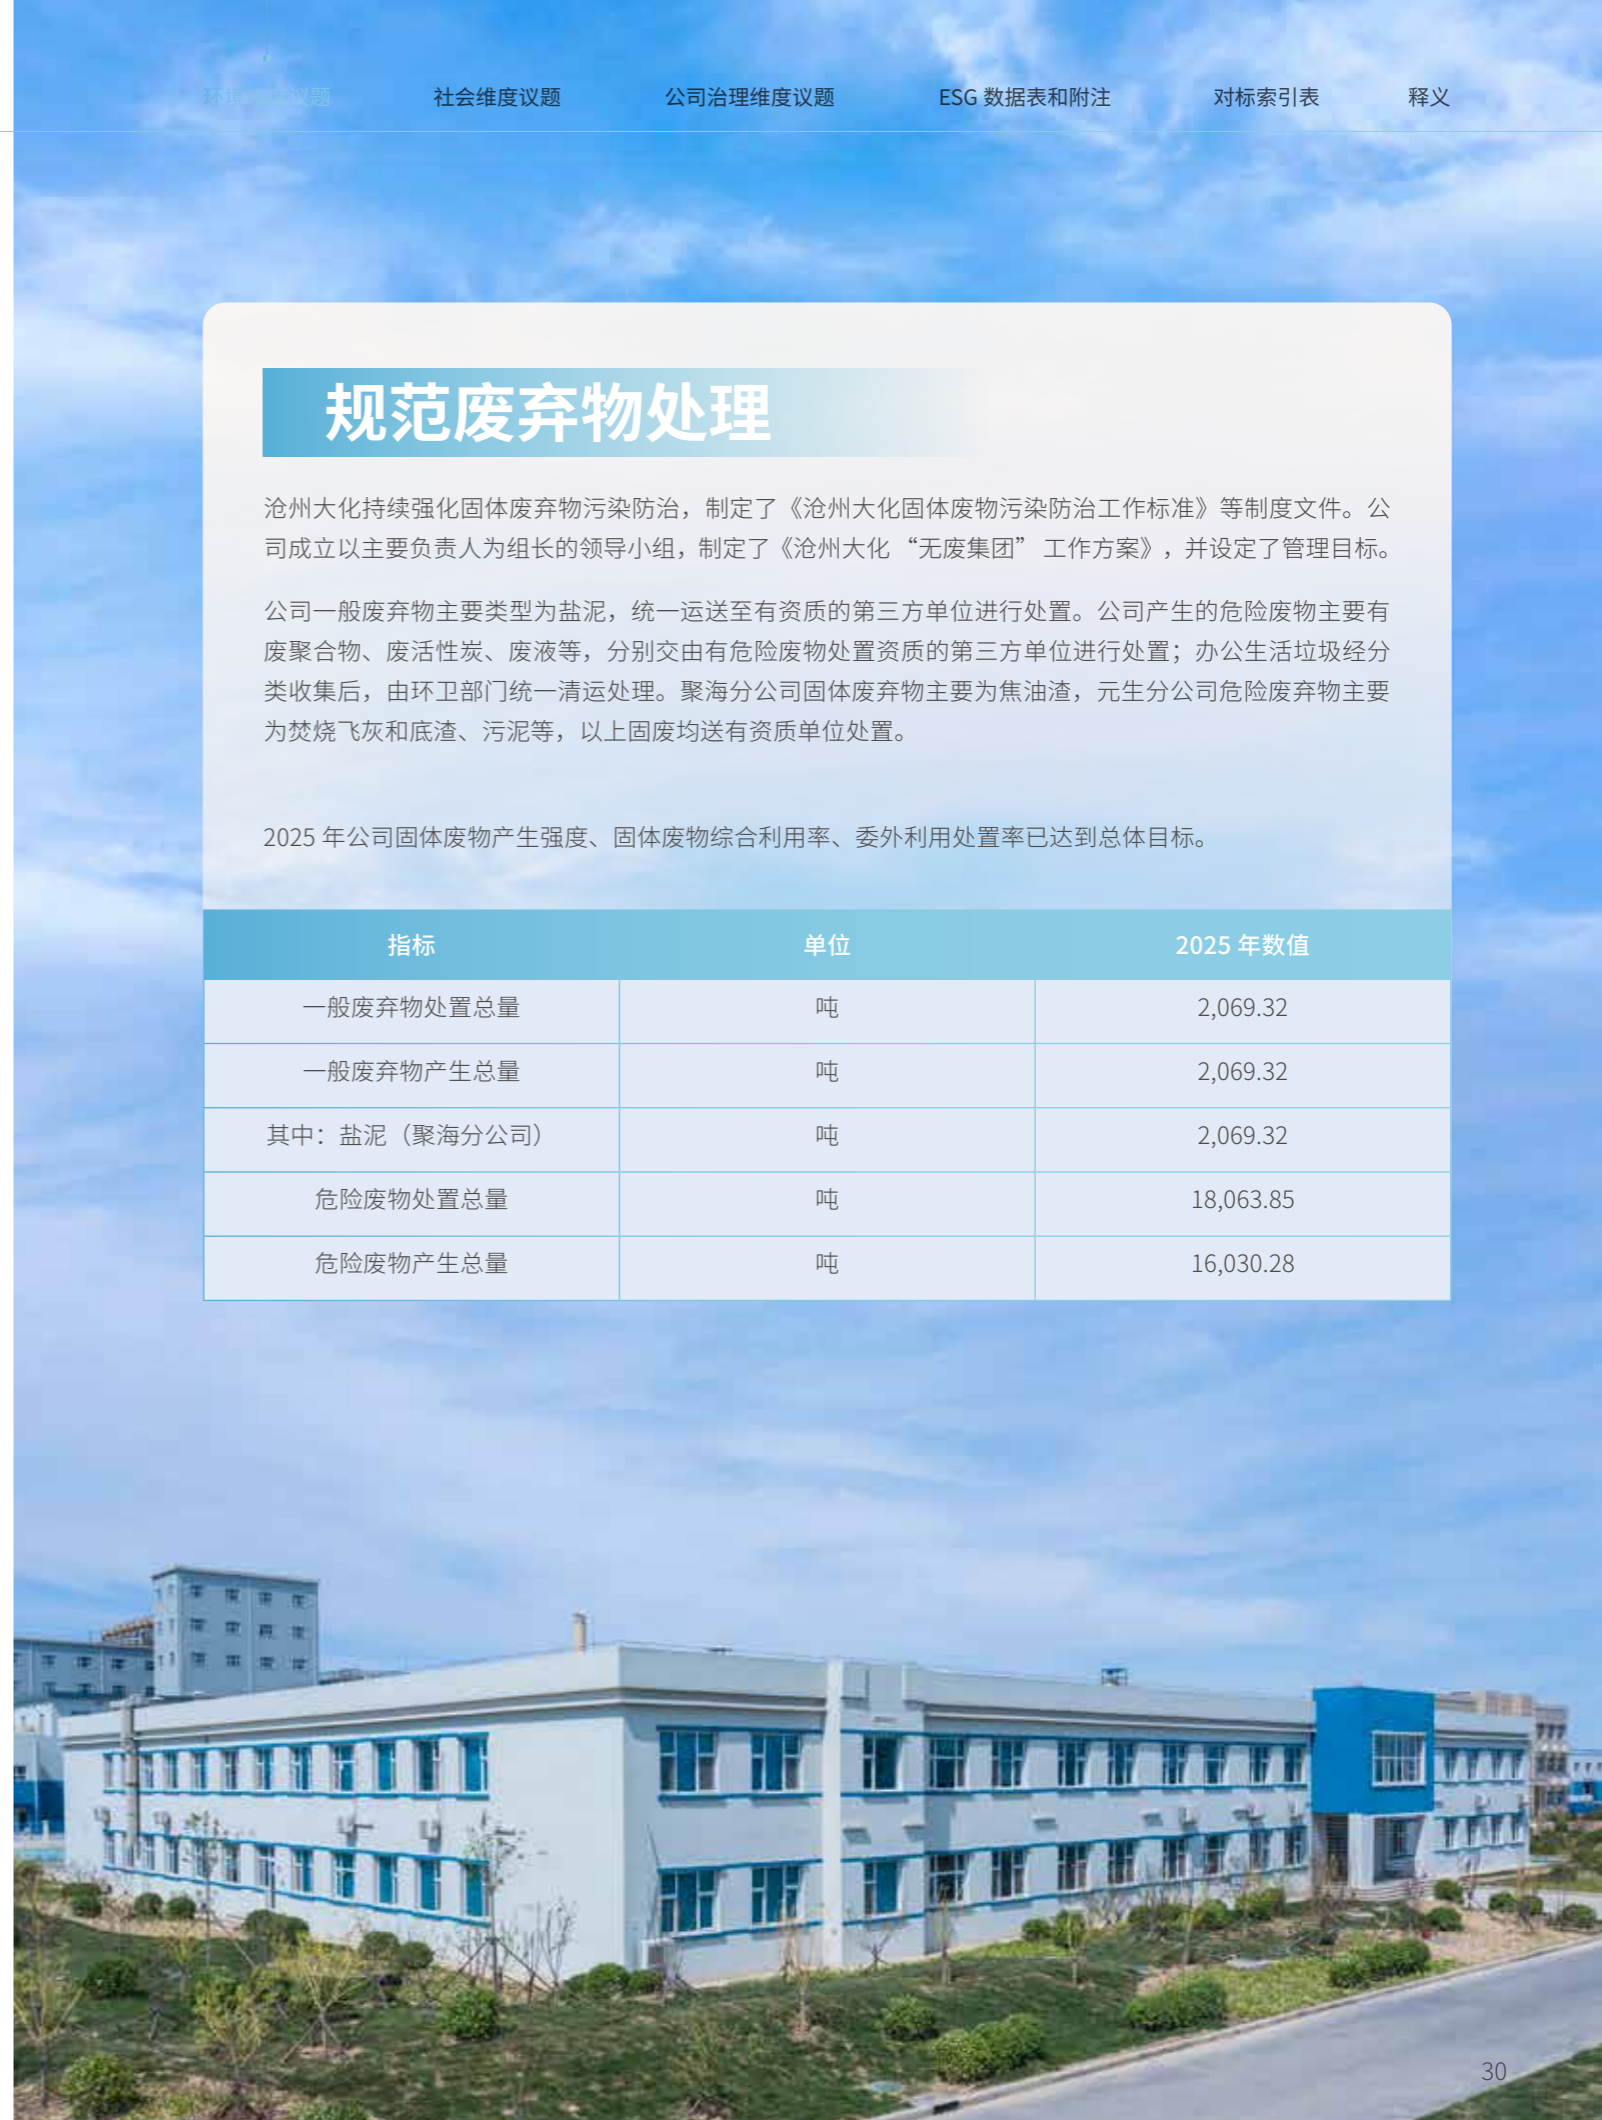 环境维度议题 社会维度议题 公司治理维度议题 ESG 数据表和附注 对标索引表 释义
规范废弃物处理
沧州大化持续强化固体废弃物污染防治，制定了《沧州大化固体废物污染防治工作标准》等制度文件。公
司成立以主要负责人为组长的领导小组，制定了《沧州大化 “无废集团” 工作方案》，并设定了管理目标。
公司一般废弃物主要类型为盐泥，统一运送至有资质的第三方单位进行处置。公司产生的危险废物主要有
废聚合物、废活性炭、废液等，分别交由有危险废物处置资质的第三方单位进行处置；办公生活垃圾经分
类收集后，由环卫部门统一清运处理。聚海分公司固体废弃物主要为焦油渣，元生分公司危险废弃物主要
为焚烧飞灰和底渣、污泥等，以上固废均送有资质单位处置。
2025 年公司固体废物产生强度、固体废物综合利用率、委外利用处置率已达到总体目标。
指标 单位 2025 年数值
一般废弃物处置总量 吨 2,069.32
一般废弃物产生总量 吨 2,069.32
其中：盐泥（聚海分公司） 吨 2,069.32
危险废物处置总量 吨 18,063.85
危险废物产生总量 吨 16,030.28
30